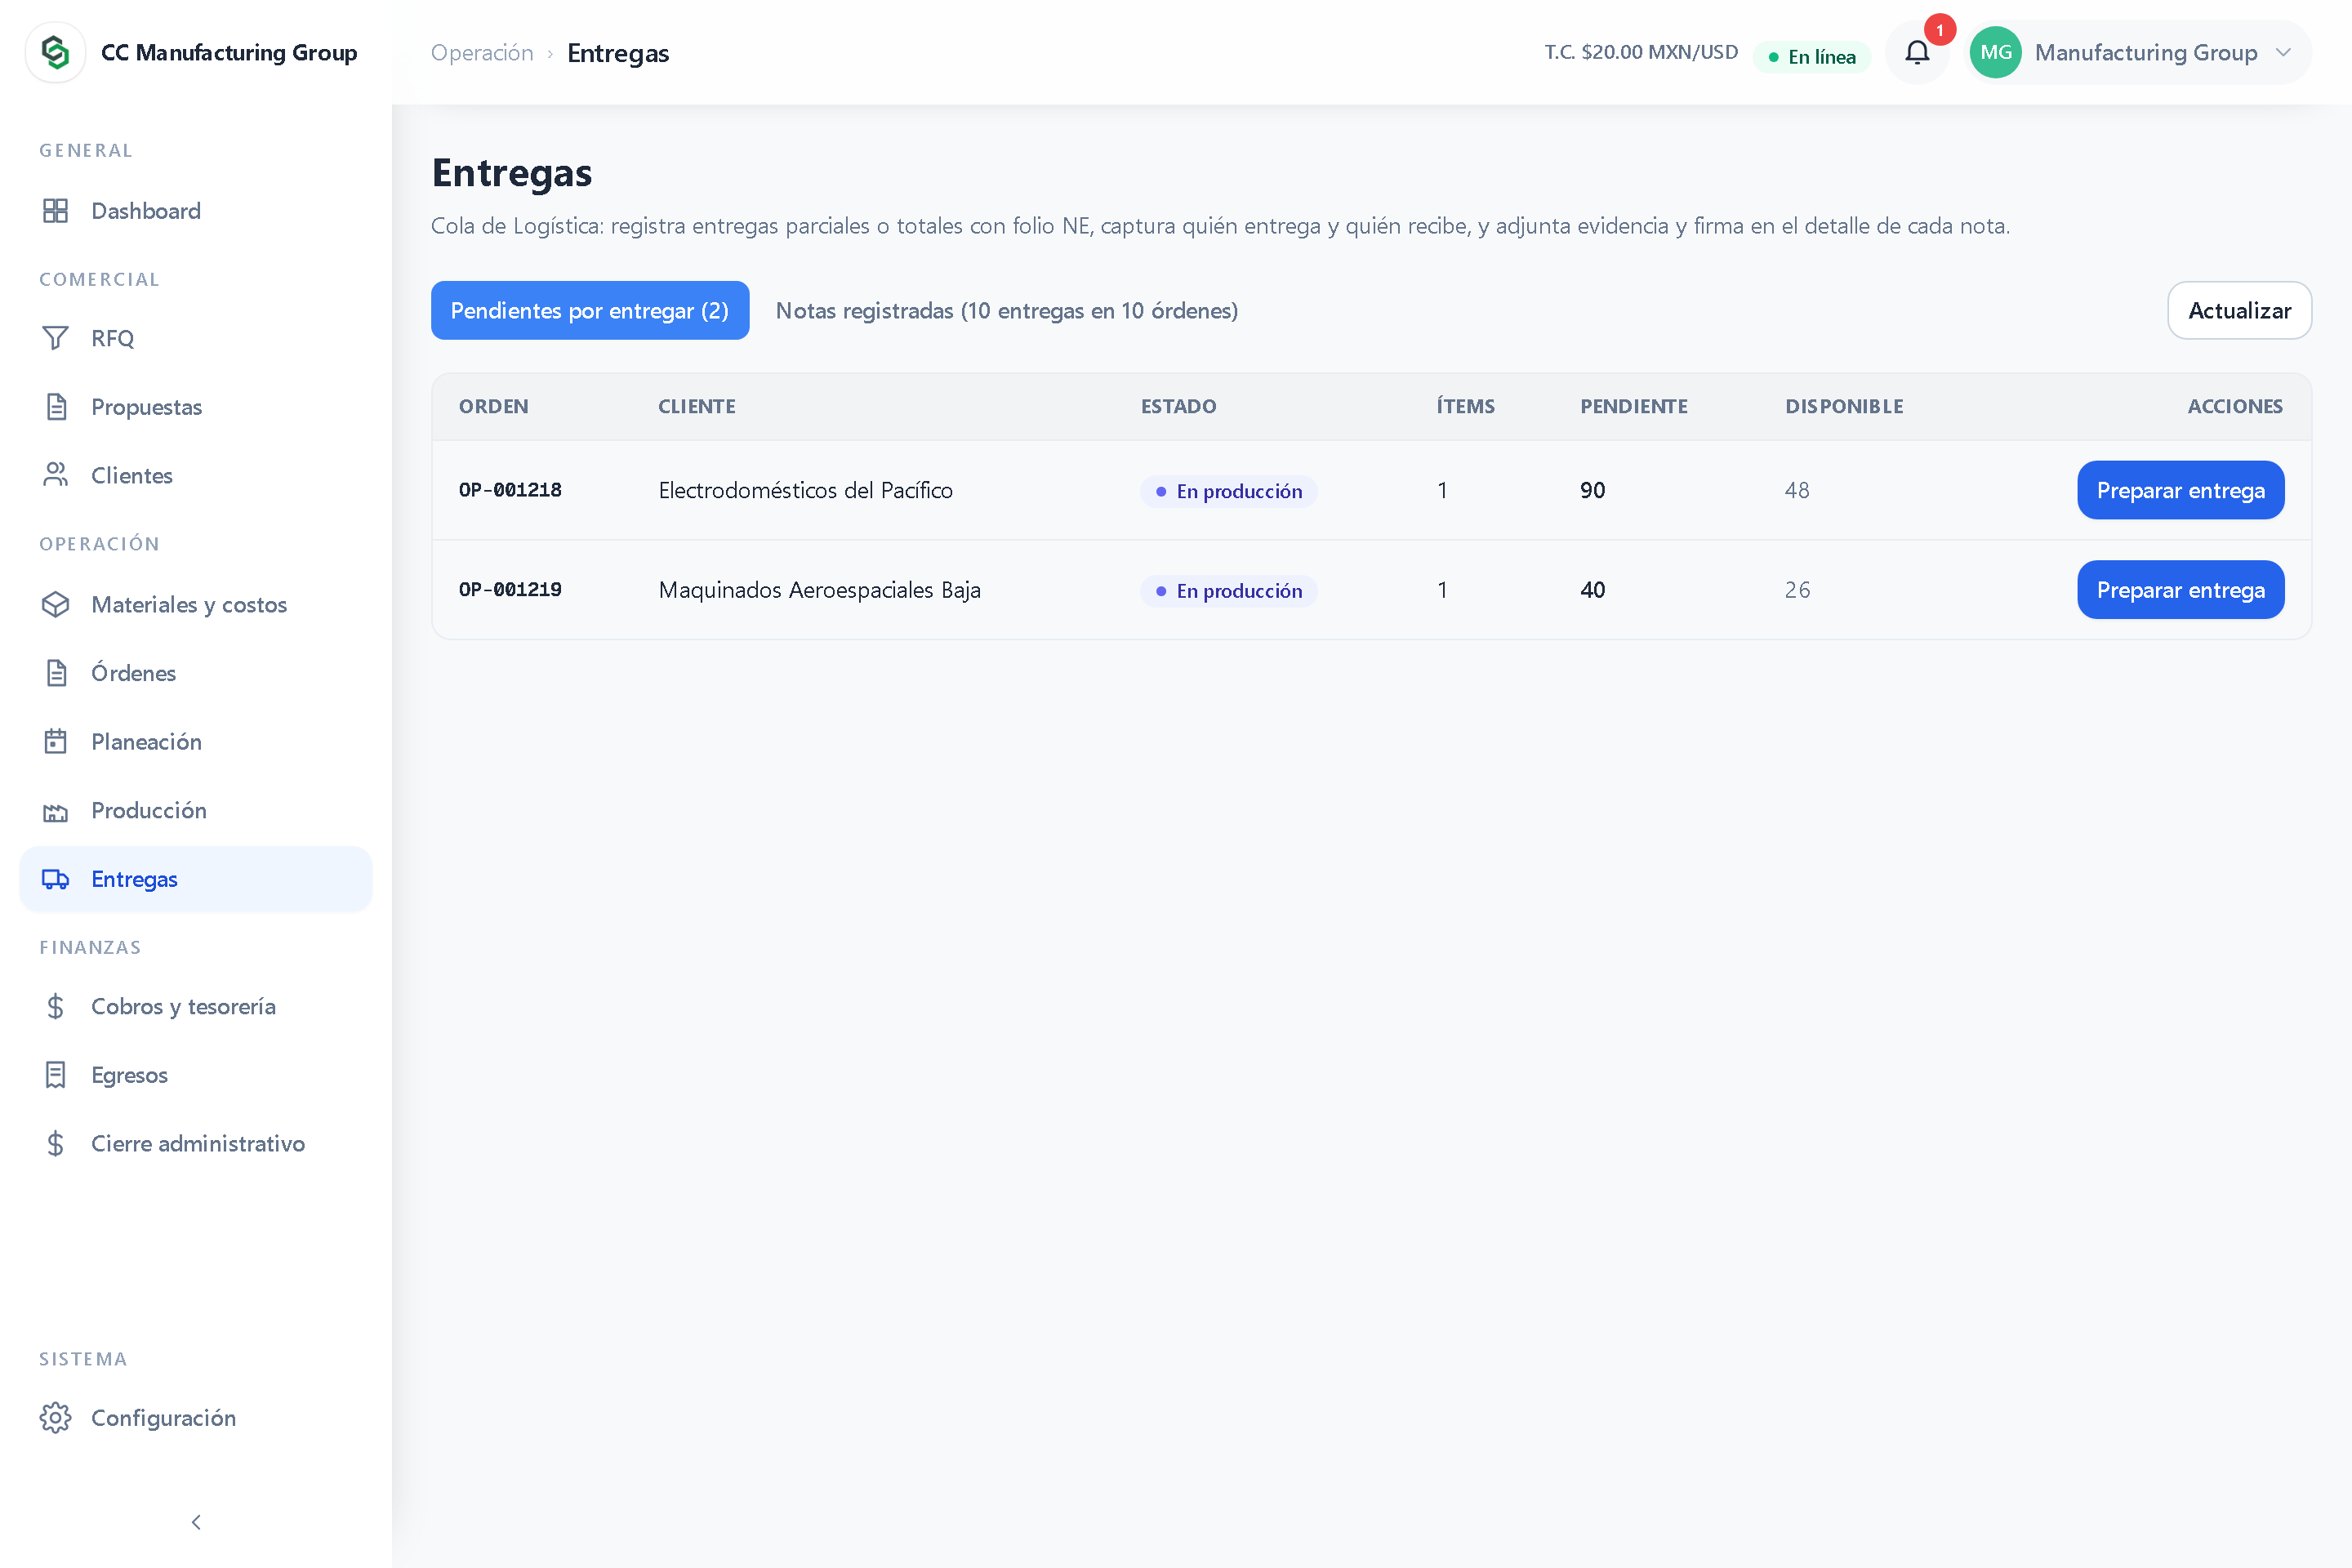 CC Manufacturing Group
Operación › Entregas
T.C. $20.00 MXN/USD
En línea
1
MG
Manufacturing Group
GENERAL
Dashboard
COMERCIAL
RFQ
Propuestas
Clientes
OPERACIÓN
Materiales y costos
Órdenes
Planeación
Producción
Entregas
FINANZAS
Cobros y tesorería
Egresos
Cierre administrativo
SISTEMA
Configuración
Entregas
Cola de Logística: registra entregas parciales o totales con folio NE, captura quién entrega y quién recibe, y adjunta evidencia y firma en el detalle de cada nota.
Pendientes por entregar (2)
Notas registradas (10 entregas en 10 órdenes)
Actualizar
ORDEN CLIENTE ESTADO ÍTEMS PENDIENTE DISPONIBLE ACCIONES
OP-001218 Electrodomésticos del Pacífico En producción 1 90 48 Preparar entrega
OP-001219 Maquinados Aeroespaciales Baja En producción 1 40 26 Preparar entrega